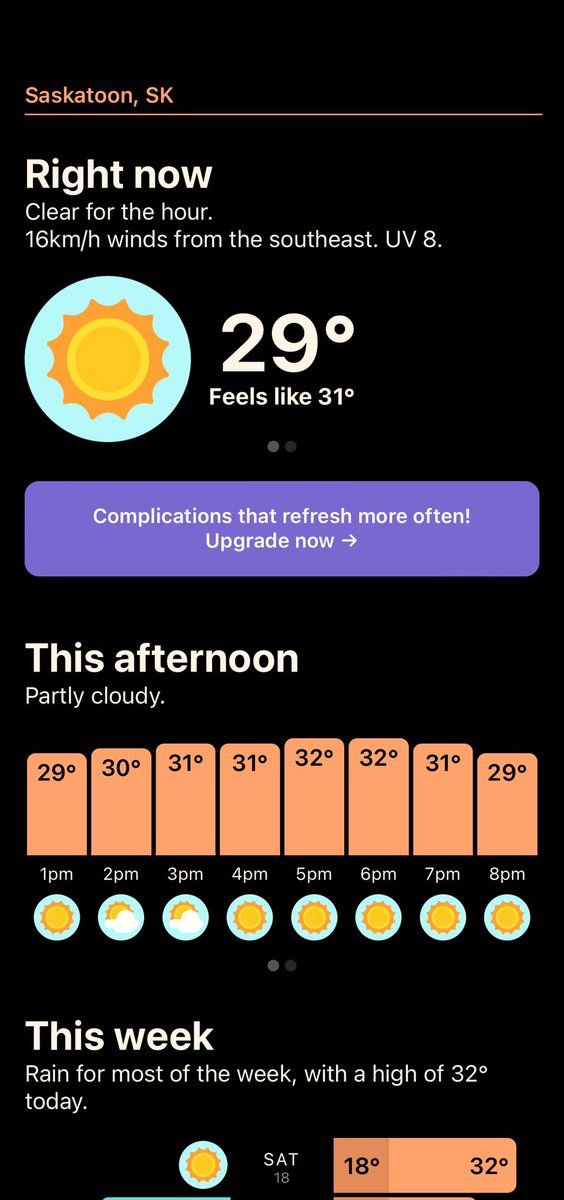 Saskatoon, SK
Right now
Clear for the hour.
16km/h winds from the southeast. UV 8.
29°
Feels like 31°
Complications that refresh more often!
Upgrade now →
This afternoon
Partly cloudy.
29° 30° 31° 31° 32° 32° 31° 29°
1pm 2pm 3pm 4pm 5pm 6pm 7pm 8pm
This week
Rain for most of the week, with a high of 32°
today.
SAT 18° 32°
18